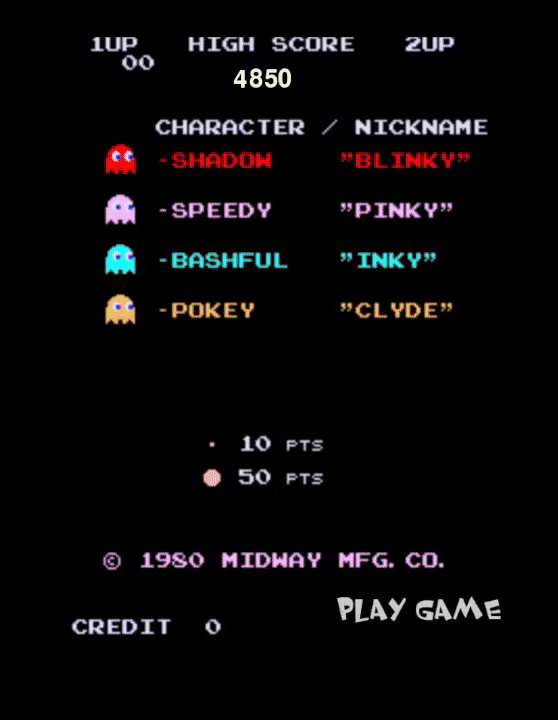 1UP HIGH SCORE 2UP
00
4850
CHARACTER / NICKNAME
-SHADOW "BLINKY"
-SPEEDY "PINKY"
-BASHFUL "INKY"
-POKEY "CLYDE"
10 PTS
50 PTS
© 1980 MIDWAY MFG. CO.
PLAY GAME
CREDIT 0